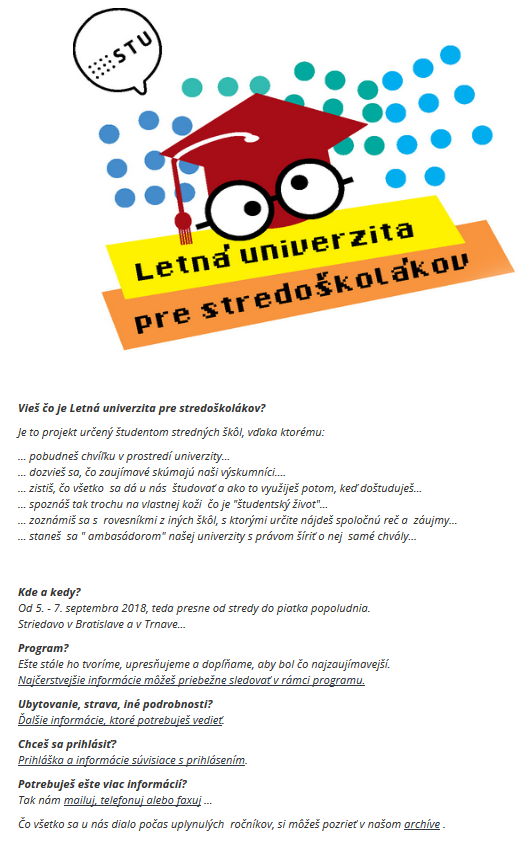 STU
Letná univerzita
pre stredoškolákov
Vieš čo je Letná univerzita pre stredoškolákov?
Je to projekt určený študentom stredných škôl, vďaka ktorému:
... pobudneš chvíľku v prostredí univerzity...
... dozvieš sa, čo zaujímavé skúmajú naši výskumníci....
... zistíš, čo všetko sa dá u nás študovať a ako to využiješ potom, keď doštuduješ...
... spoznáš tak trochu na vlastnej koži čo je "študentský život"...
... zoznámiš sa s rovesníkmi z iných škôl, s ktorými určite nájdeš spoločnú reč a záujmy...
... staneš sa " ambasádorom" našej univerzity s právom šíriť o nej samé chvály...
Kde a kedy?
Od 5. - 7. septembra 2018, teda presne od stredy do piatka popoludnia.
Striedavo v Bratislave a v Trnave...
Program?
Ešte stále ho tvoríme, upresňujeme a dopĺňame, aby bol čo najzaujímavejší.
Najčerstvejšie informácie môžeš priebežne sledovať v rámci programu.
Ubytovanie, strava, iné podrobnosti?
Ďalšie informácie, ktoré potrebuješ vedieť.
Chceš sa prihlásiť?
Prihláška a informácie súvisiace s prihlásením.
Potrebuješ ešte viac informácií?
Tak nám mailuj, telefonuj alebo faxuj ...
Čo všetko sa u nás dialo počas uplynulých ročníkov, si môžeš pozrieť v našom archíve .